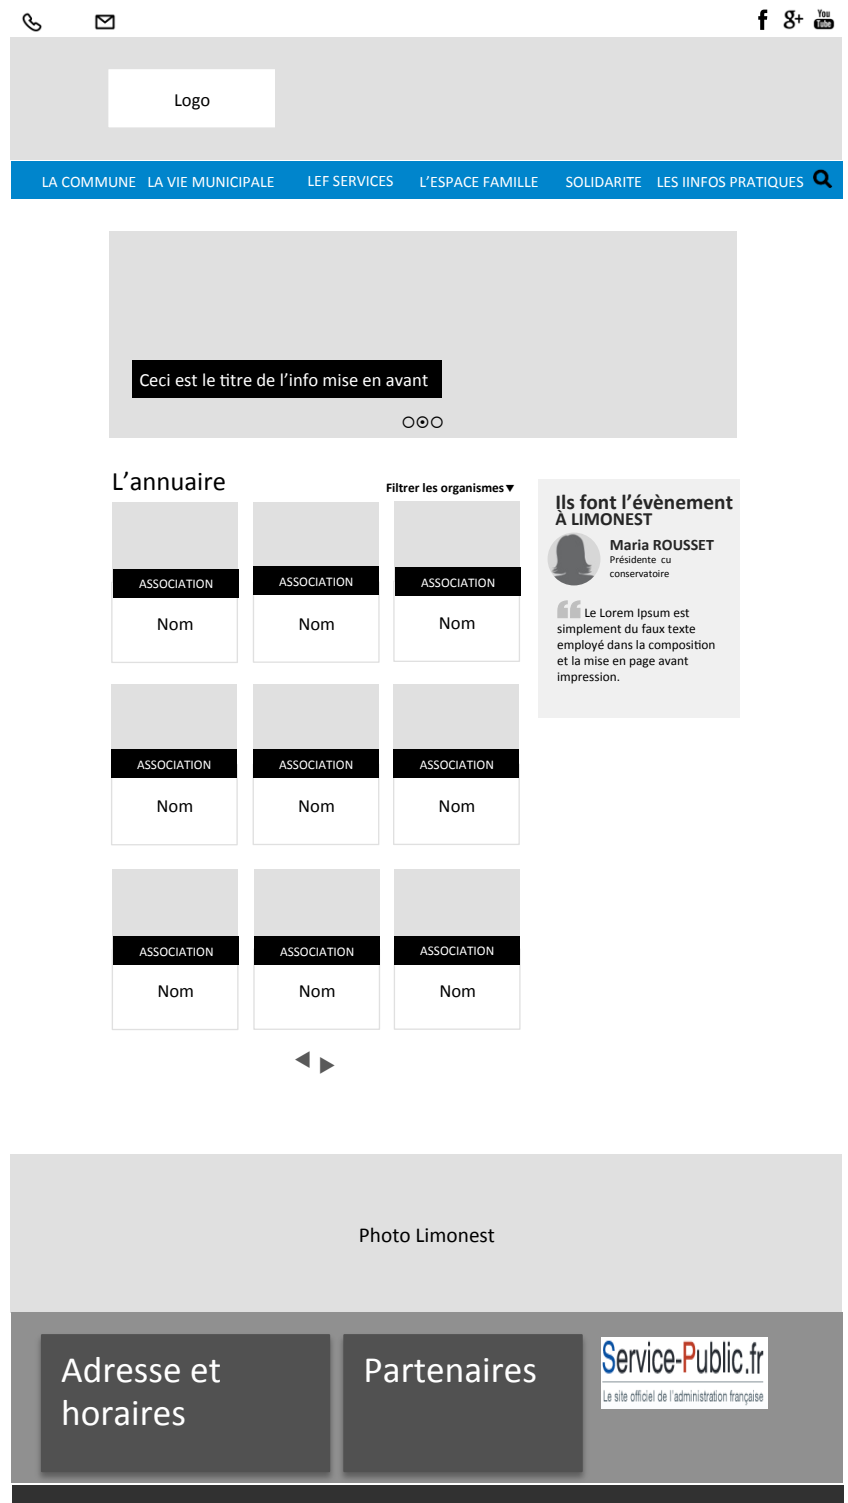 f g+ You Tube
Logo
LA COMMUNE LA VIE MUNICIPALE LEF SERVICES L'ESPACE FAMILLE SOLIDARITE LES IINFOS PRATIQUES
Ceci est le titre de l'info mise en avant
L'annuaire
Filtrer les organismes
ASSOCIATION ASSOCIATION ASSOCIATION
Nom Nom Nom
ASSOCIATION ASSOCIATION ASSOCIATION
Nom Nom Nom
ASSOCIATION ASSOCIATION ASSOCIATION
Nom Nom Nom
Ils font l'évènement
À LIMONEST
Maria ROUSSET
Présidente cu
conservatoire
Le Lorem Ipsum est
simplement du faux texte
employé dans la composition
et la mise en page avant
impression.
Photo Limonest
Adresse et
horaires
Partenaires
Service-Public.fr
Le site officiel de l'administration française